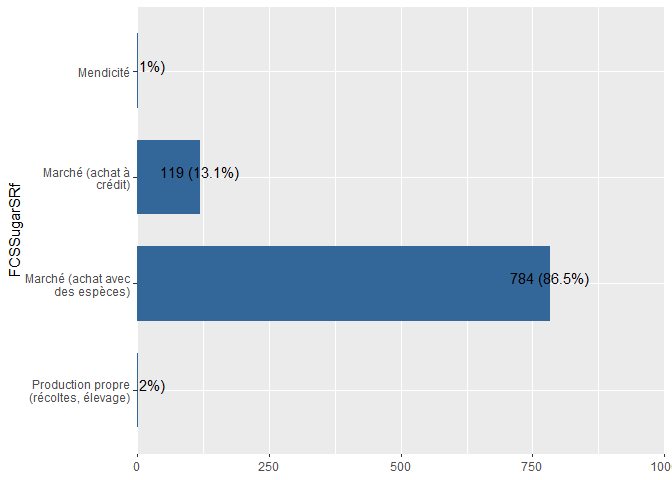 FCSSugarSRf
Mendicité
1%)
Marché (achat à
crédit)
119 (13.1%)
Marché (achat avec
des espèces)
784 (86.5%)
Production propre
(récoltes, élevage)
2%)
0
250
500
750
100